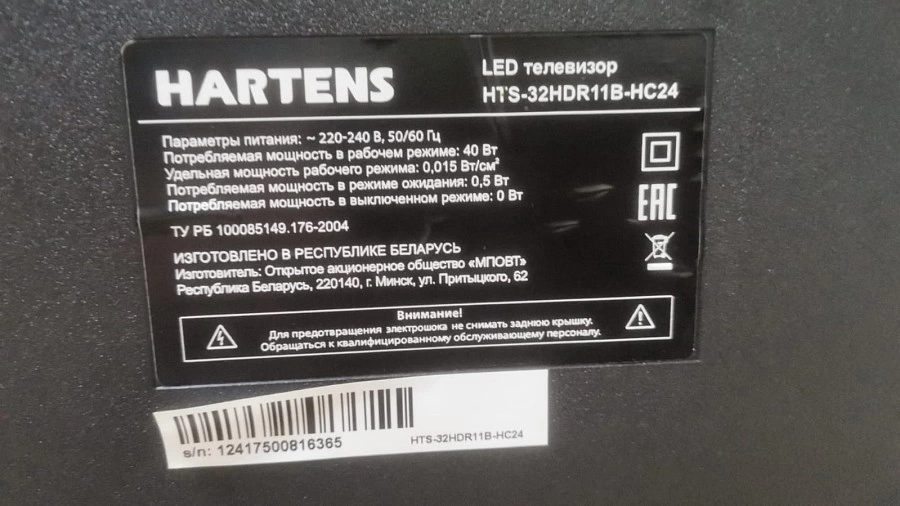 HARTENS
LED телевизор
HTS-32HDR11B-HC24
Параметры питания: ~ 220-240 В, 50/60 Гц
Потребляемая мощность в рабочем режиме: 40 Вт
Удельная мощность рабочего режима: 0,015 Вт/см²
Потребляемая мощность в режиме ожидания: 0,5 Вт
Потребляемая мощность в выключенном режиме: 0 Вт
ТУ РБ 100085149.176-2004
ИЗГОТОВЛЕНО В РЕСПУБЛИКЕ БЕЛАРУСЬ
Изготовитель: Открытое акционерное общество «МПОВТ»
Республика Беларусь, 220140, г. Минск, ул. Притыцкого, 62
EAC
Внимание!
Для предотвращения электрошока не снимать заднюю крышку.
Обращаться к квалифицированному обслуживающему персоналу.
s/n: 12417500816365
HTS-32HDR11B-HC24